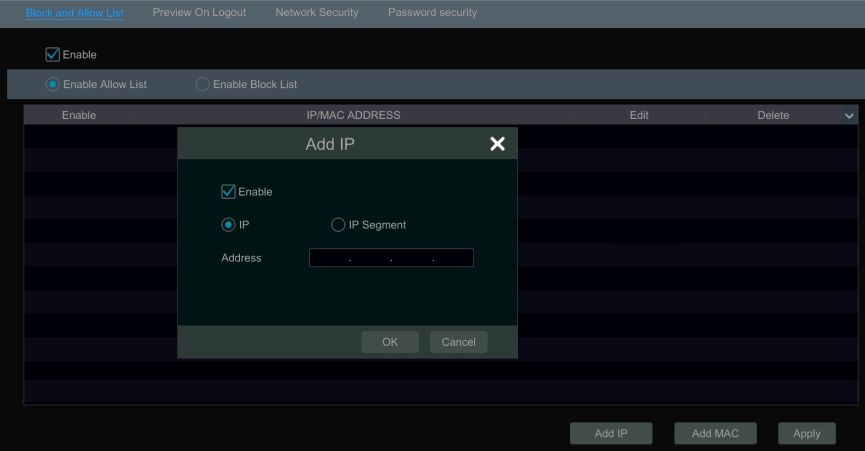 Block and Allow List Preview On Logout Network Security Password security
Enable
Enable Allow List Enable Block List
Enable IP/MAC ADDRESS Edit Delete
Add IP
Enable
IP IP Segment
Address . . .
OK Cancel
Add IP Add MAC Apply